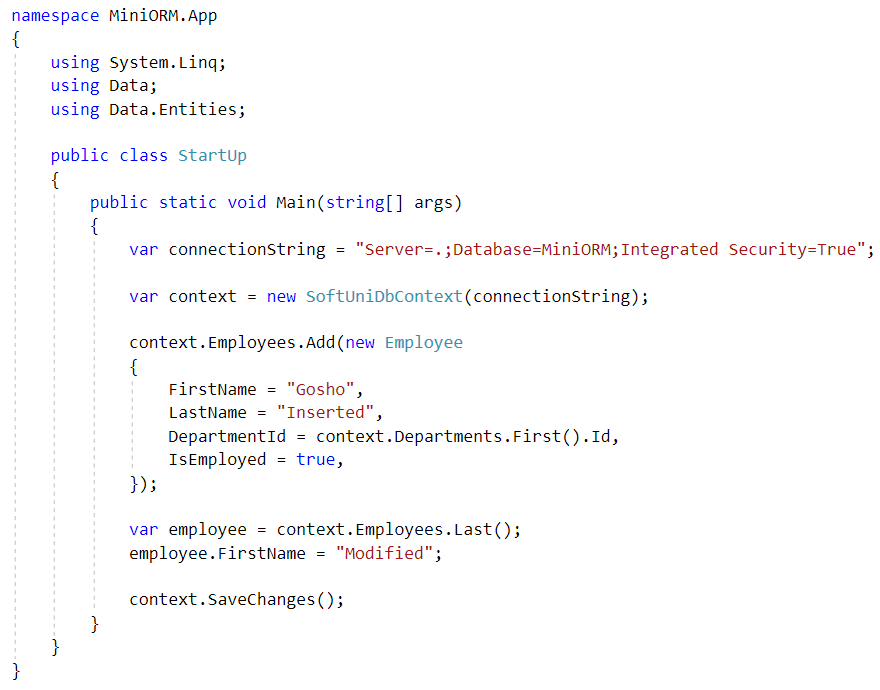 namespace MiniORM.App
{
    using System.Linq;
    using Data;
    using Data.Entities;

    public class StartUp
    {
        public static void Main(string[] args)
        {
            var connectionString = "Server=.;Database=MiniORM;Integrated Security=True";

            var context = new SoftUniDbContext(connectionString);

            context.Employees.Add(new Employee
            {
                FirstName = "Gosho",
                LastName = "Inserted",
                DepartmentId = context.Departments.First().Id,
                IsEmployed = true,
            });

            var employee = context.Employees.Last();
            employee.FirstName = "Modified";

            context.SaveChanges();
        }
    }
}